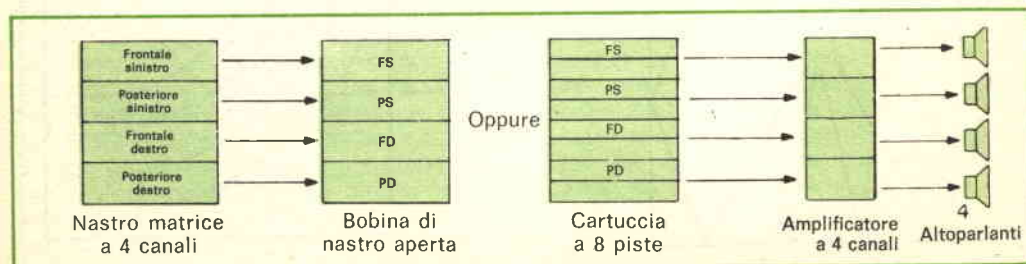 Frontale
sinistro
Posteriore
sinistro
Frontale
destro
Posteriore
destro
Nastro matrice
a 4 canali
FS
PS
FD
PD
Bobina di
nastro aperta
Oppure
FS
PS
FD
PD
Cartuccia
a 8 piste
Amplificatore
a 4 canali
4
Altoparlanti